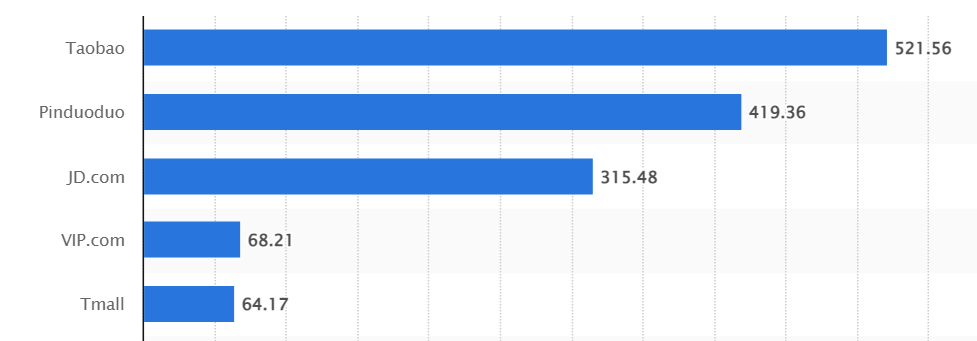 Taobao 521.56
Pinduoduo 419.36
JD.com 315.48
VIP.com 68.21
Tmall 64.17